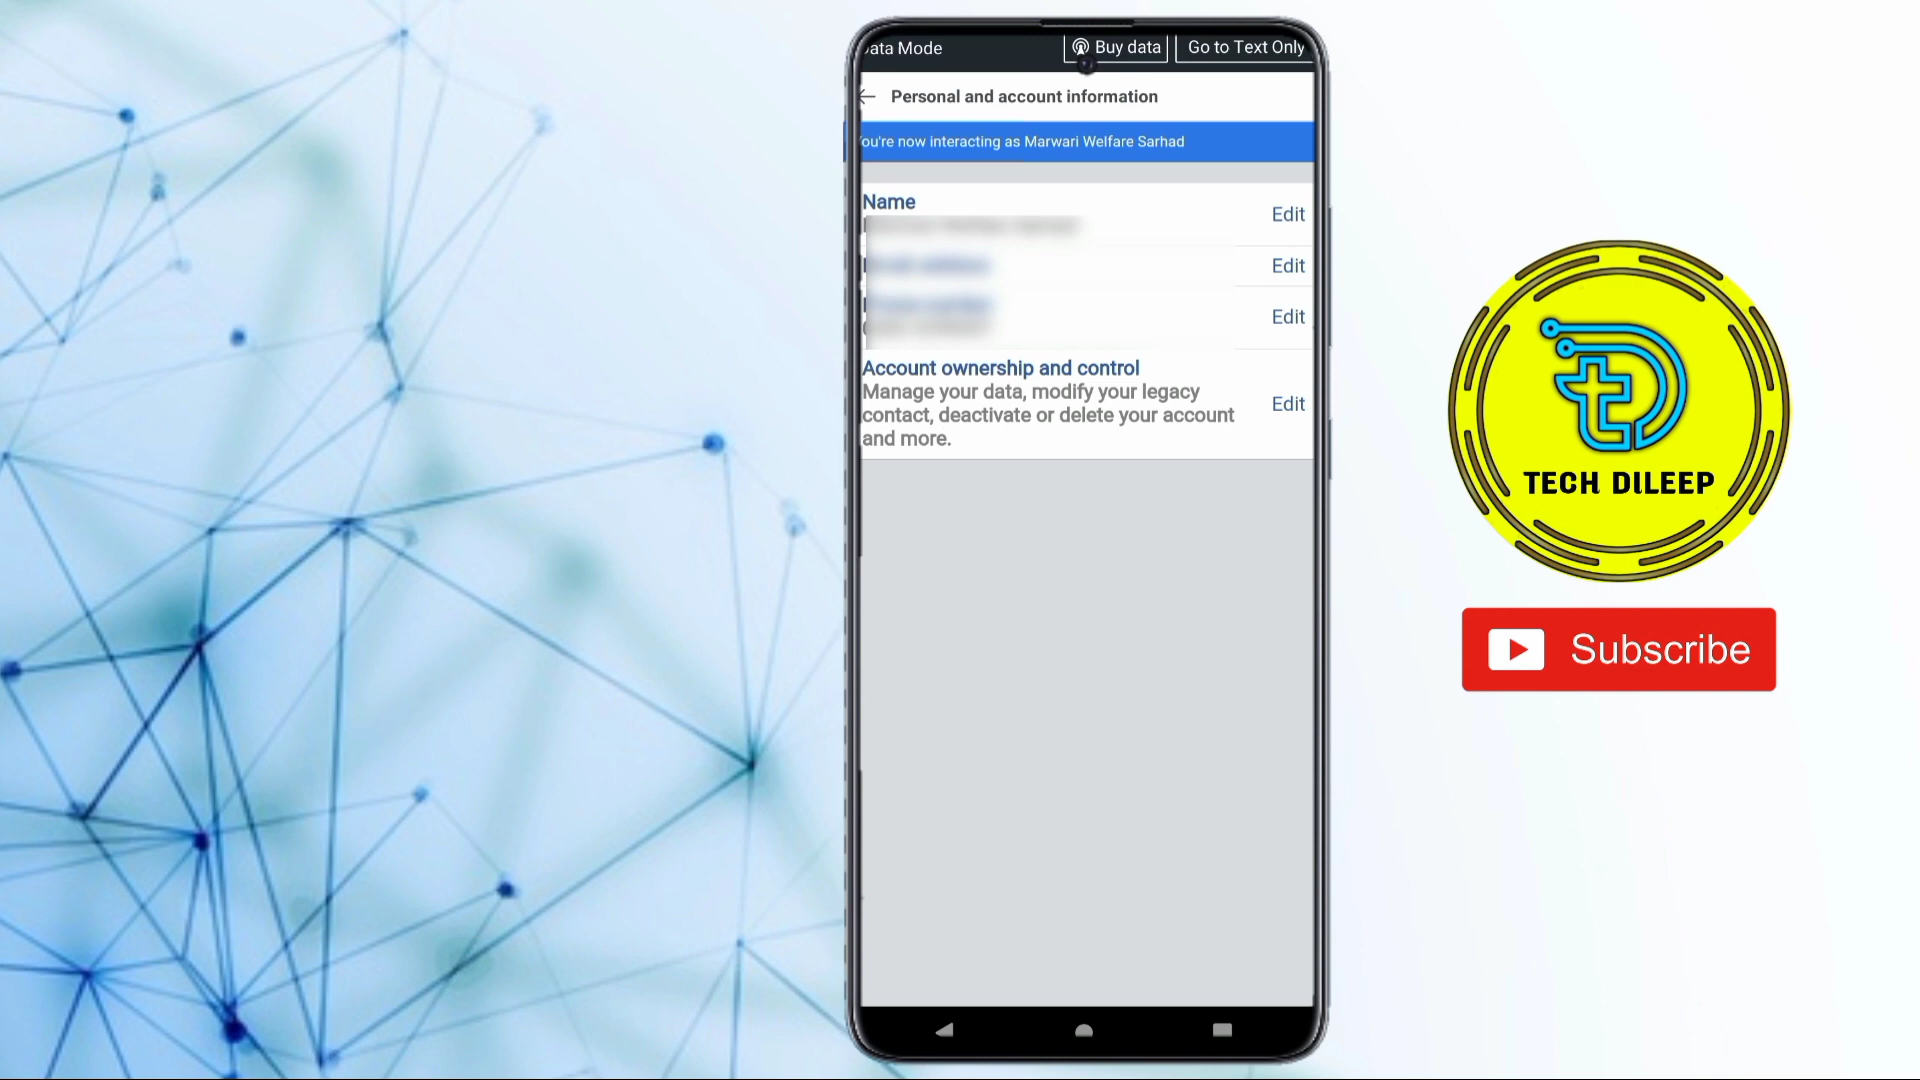 ata Mode
Buy data
Go to Text Only
Personal and account information
ou're now interacting as Marwari Welfare Sarhad
Name
Edit
Edit
Edit
Account ownership and control
Manage your data, modify your legacy
contact, deactivate or delete your account
and more.
Edit
TECH DILEEP
Subscribe